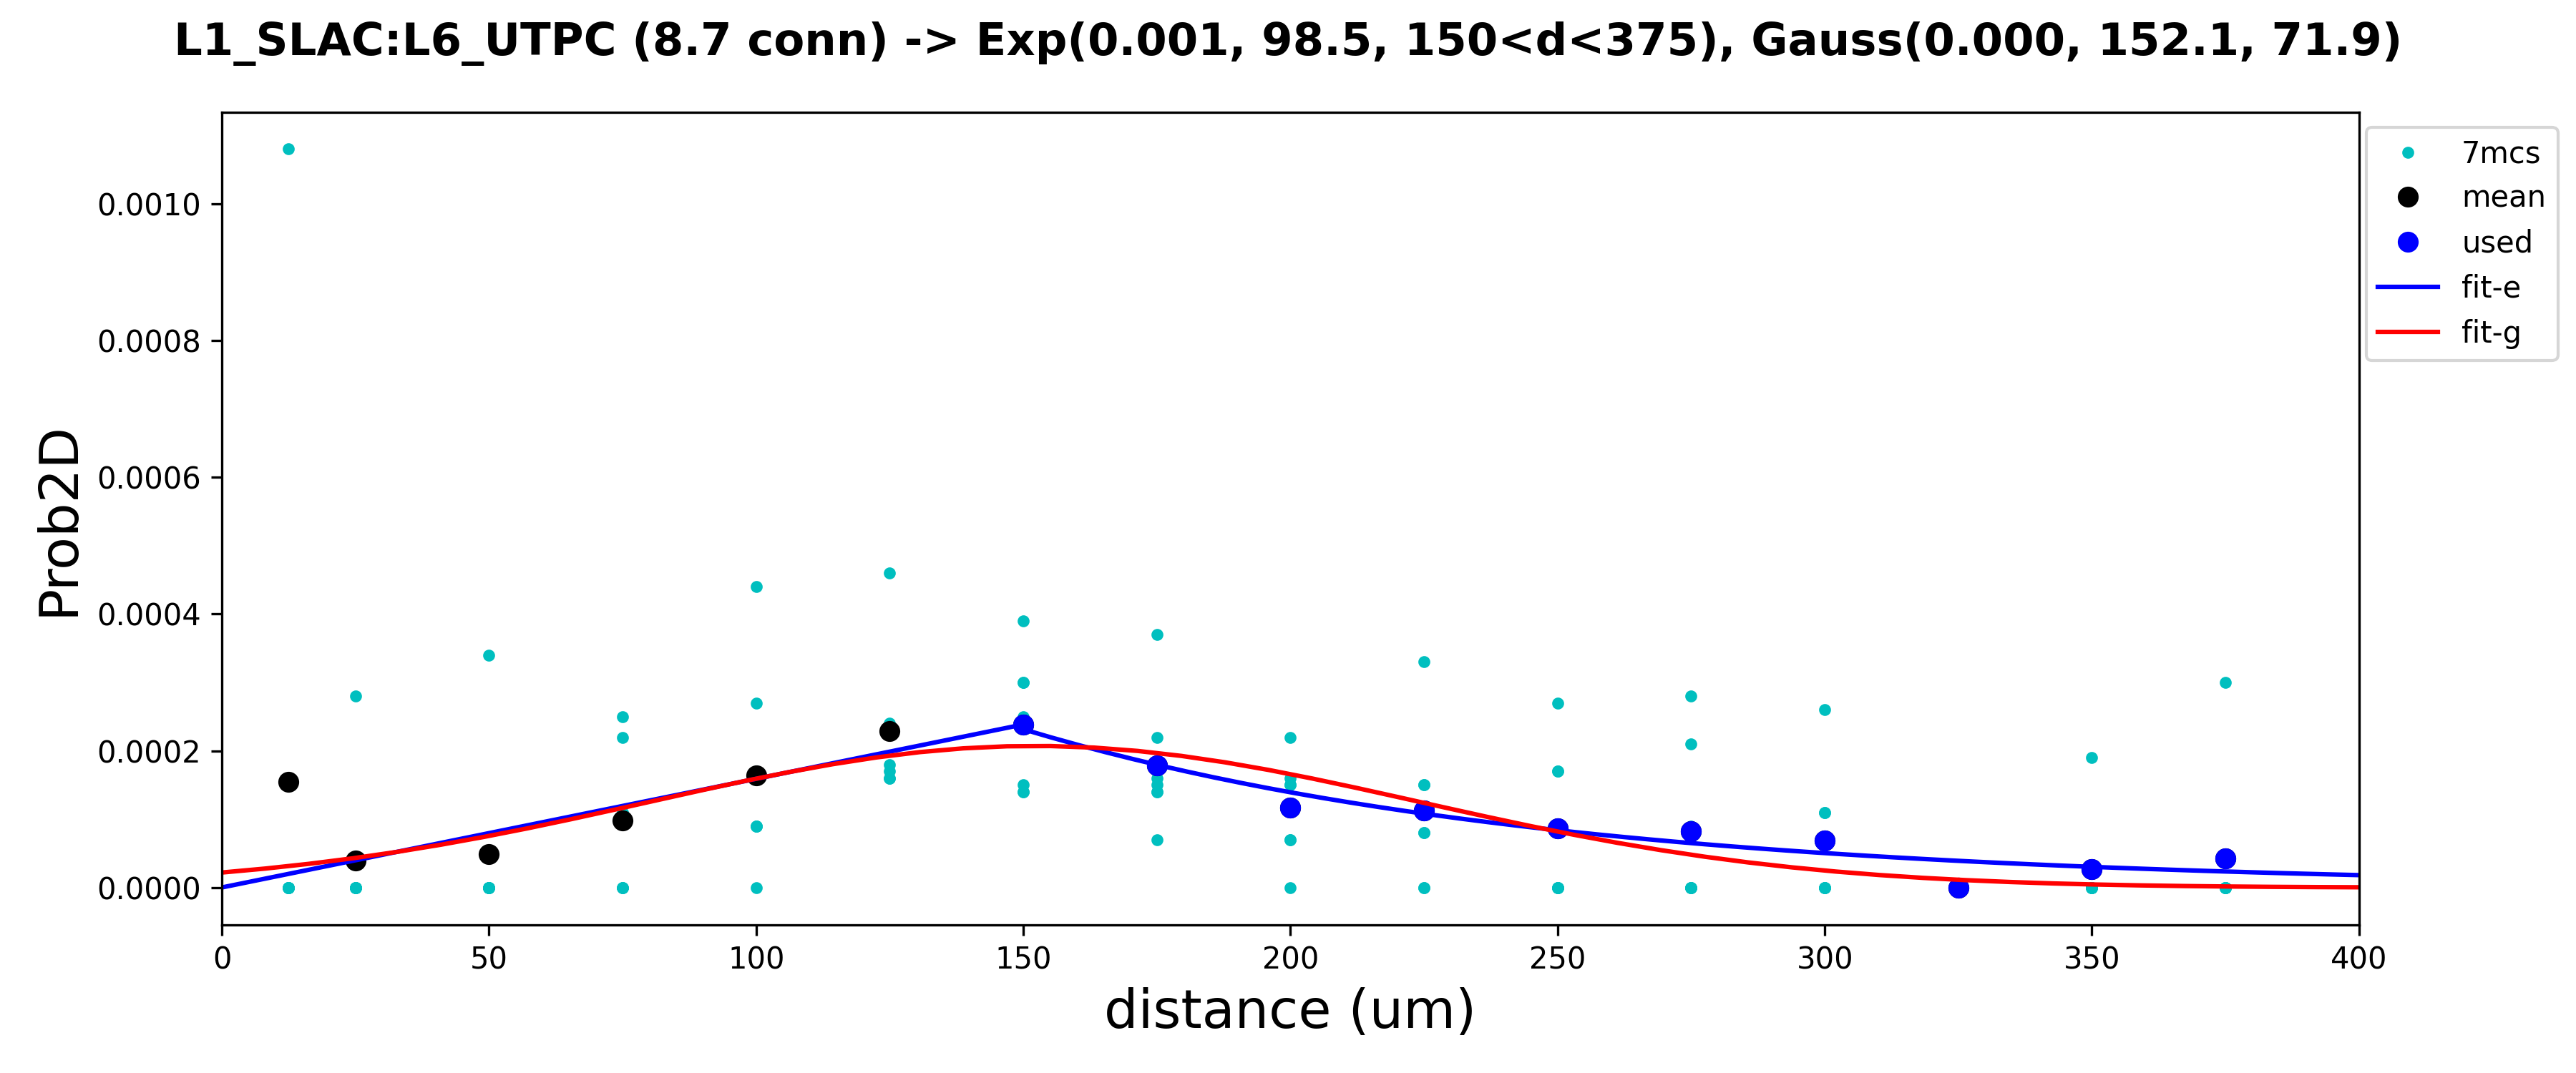 L1_SLAC:L6_UTPC (8.7 conn) -> Exp(0.001, 98.5, 150<d<375), Gauss(0.000, 152.1, 71.9)
7mcs
mean
used
fit-e
fit-g
Prob2D
0.0010
0.0008
0.0006
0.0004
0.0002
0.0000
0 50 100 150 200 250 300 350 400
distance (um)